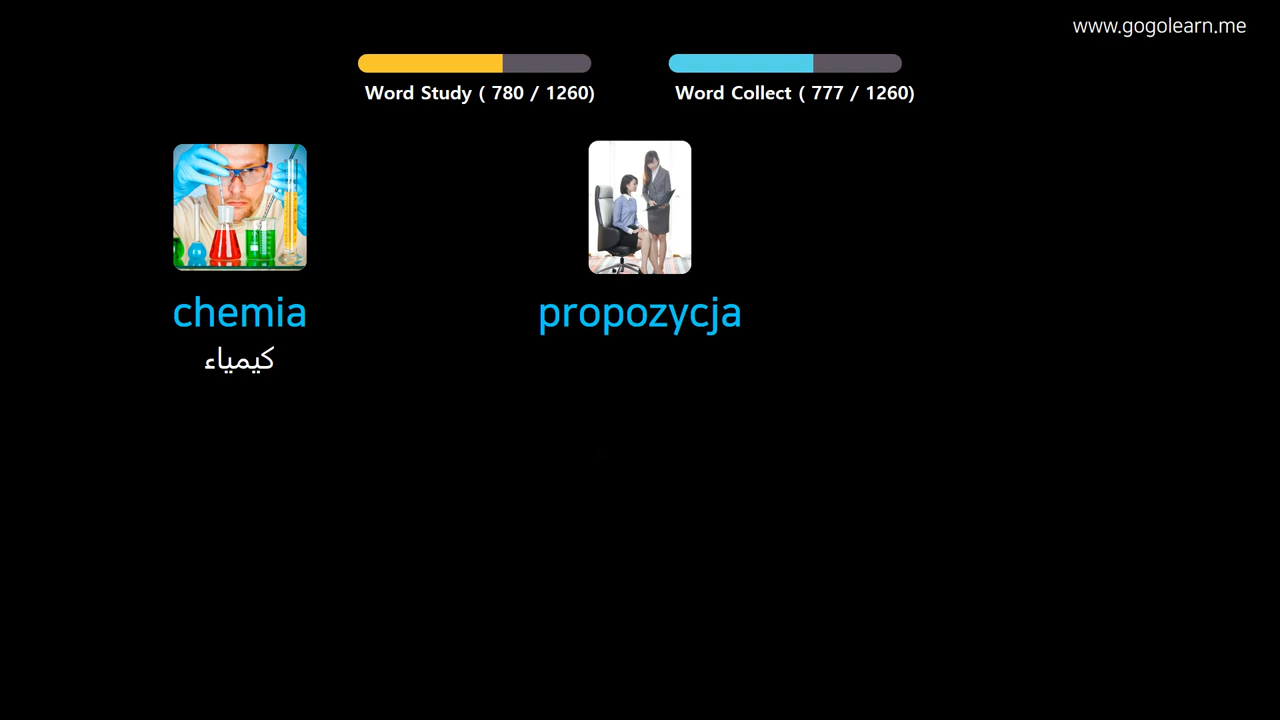 www.gogolearn.me
Word Study ( 780 / 1260)
Word Collect ( 777 / 1260)
chemia
propozycja
كيمياء